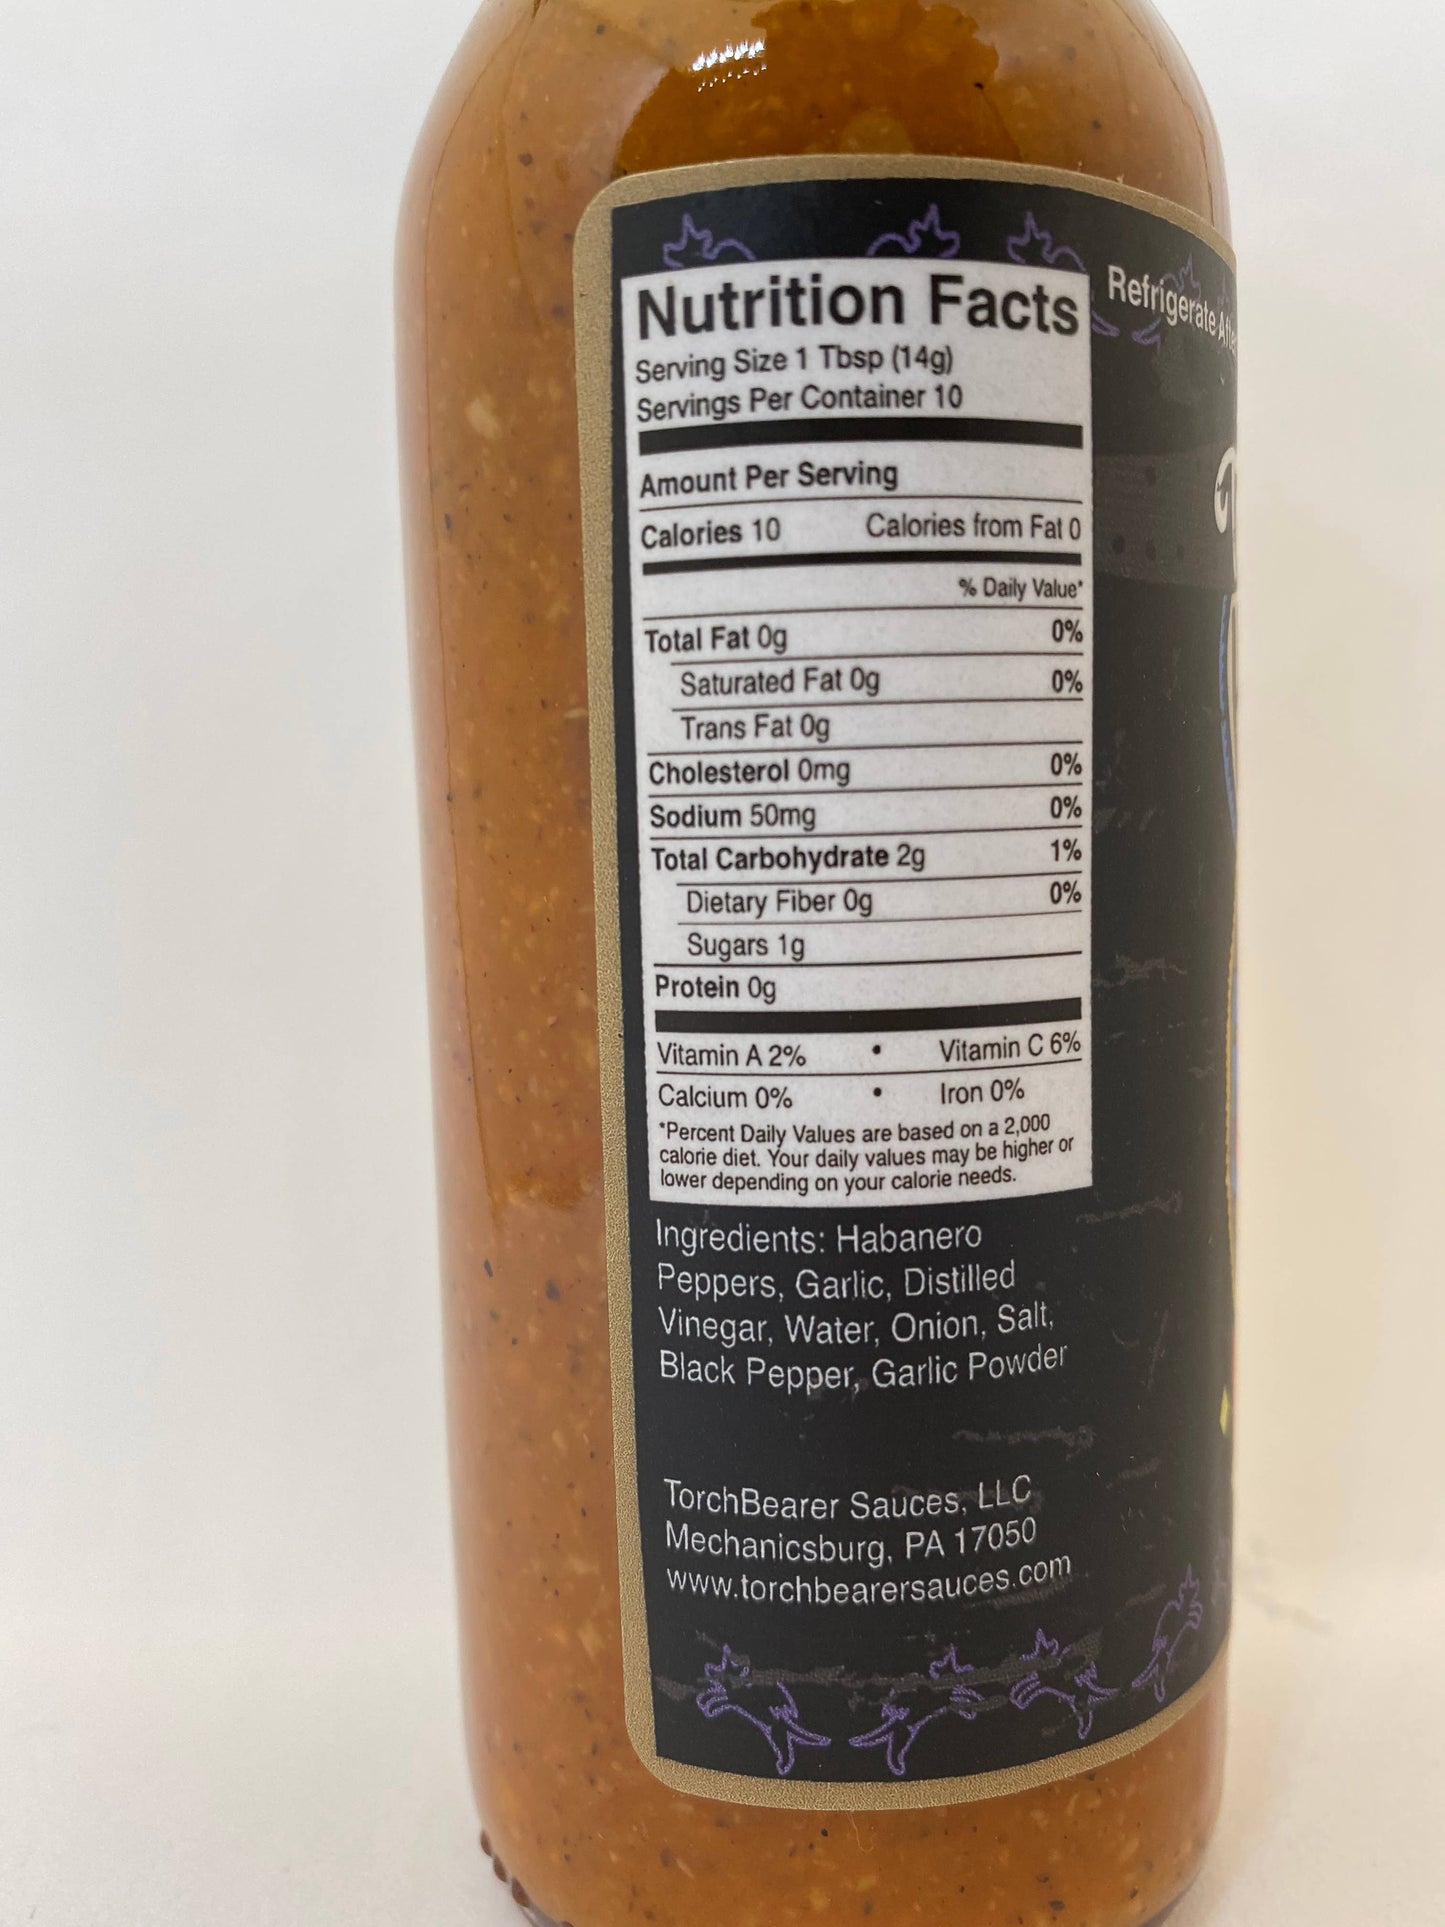 Nutrition Facts
Serving Size 1 Tbsp (14g)
Servings Per Container 10
Amount Per Serving
Calories 10 Calories from Fat 0
% Daily Value*
Total Fat 0g 0%
Saturated Fat 0g 0%
Trans Fat 0g
Cholesterol 0mg 0%
Sodium 50mg 0%
Total Carbohydrate 2g 1%
Dietary Fiber 0g 0%
Sugars 1g
Protein 0g
Vitamin A 2% • Vitamin C 6%
Calcium 0% • Iron 0%
*Percent Daily Values are based on a 2,000
calorie diet. Your daily values may be higher or
lower depending on your calorie needs.
Ingredients: Habanero
Peppers, Garlic, Distilled
Vinegar, Water, Onion, Salt,
Black Pepper, Garlic Powder
TorchBearer Sauces, LLC
Mechanicsburg, PA 17050
www.torchbearersauces.com
Refrigerate